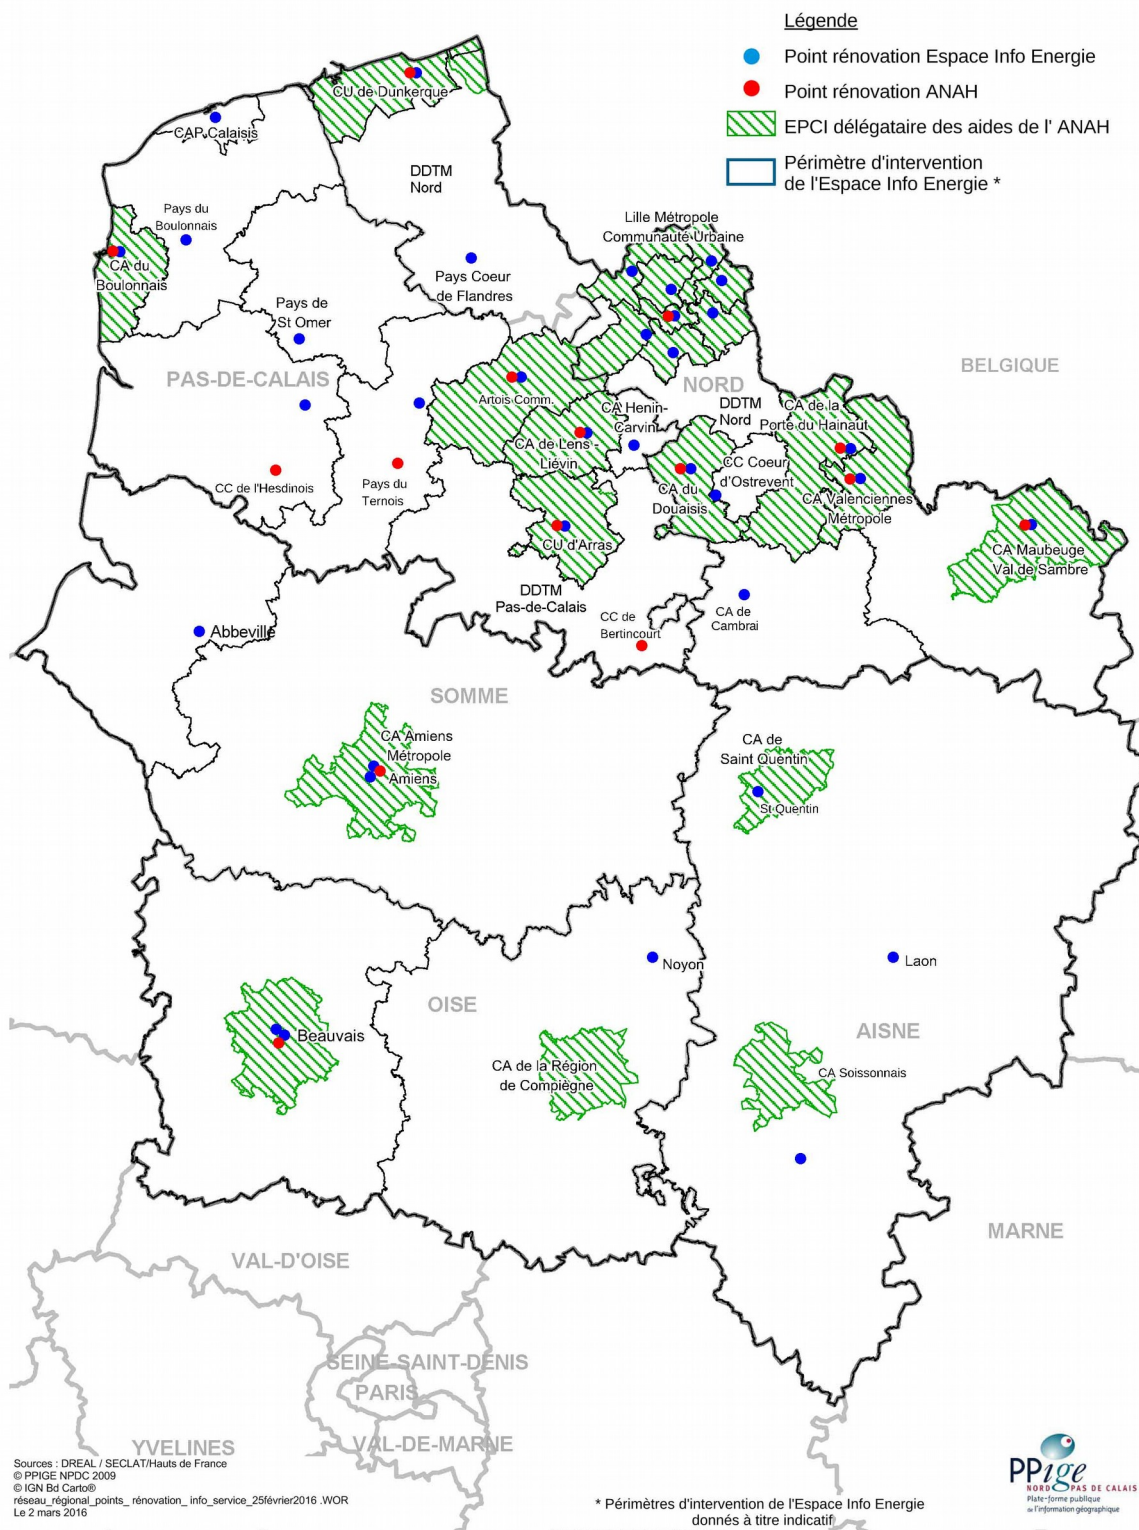 Légende
Point rénovation Espace Info Energie
Point rénovation ANAH
EPCI délégataire des aides de l' ANAH
Périmètre d'intervention
de l'Espace Info Energie *
CU de Dunkerque
CAP Calaisis
DDTM
Nord
Pays du
Boulonnais
Lille Métropole
Communauté Urbaine
CA du
Boulonnais
Pays Coeur
de Flandres
Pays de
St Omer
PAS-DE-CALAIS
NORD
BELGIQUE
Artois Comm.
CA Henin-
Carvin
DDTM
Nord
CA de la
Porte du Hainaut
CA de Lens -
Liévin
CC Coeur
d'Ostrevent
CC de l'Hesdinois
Pays du
Ternois
CA du
Douaisis
CA Valenciennes
Métropole
CU d'Arras
CA Maubeuge
Val de Sambre
DDTM
Pas-de-Calais
CC de
Bertincourt
CA de
Cambrai
Abbeville
SOMME
CA Amiens
Métropole
Amiens
CA de
Saint Quentin
St Quentin
Noyon
Laon
OISE
AISNE
Beauvais
CA de la Région
de Compiègne
CA Soissonnais
MARNE
VAL-D'OISE
SEINE-SAINT-DENIS
PARIS
VAL-DE-MARNE
YVELINES
Sources : DREAL / SECLAT/Hauts de France
© PPIGE NPDC 2009
© IGN Bd Carto®
réseau_régional_points_ rénovation_ info_service_25février2016 .WOR
Le 2 mars 2016
* Périmètres d'intervention de l'Espace Info Energie
donnés à titre indicatif
PPige
NORD PAS DE CALAIS
Plate-forme publique
de l'information géographique